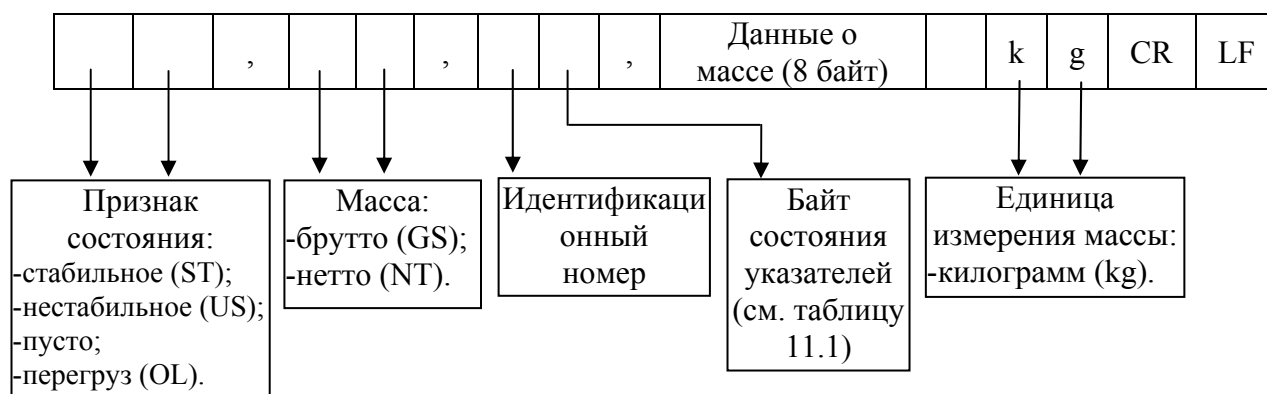 , , , Данные о массе (8 байт) k g CR LF
Признак
состояния:
-стабильное (ST);
-нестабильное (US);
-пусто;
-перегруз (OL).
Масса:
-брутто (GS);
-нетто (NT).
Идентификаци
онный
номер
Байт
состояния
указателей
(см. таблицу
11.1)
Единица
измерения массы:
-килограмм (kg).